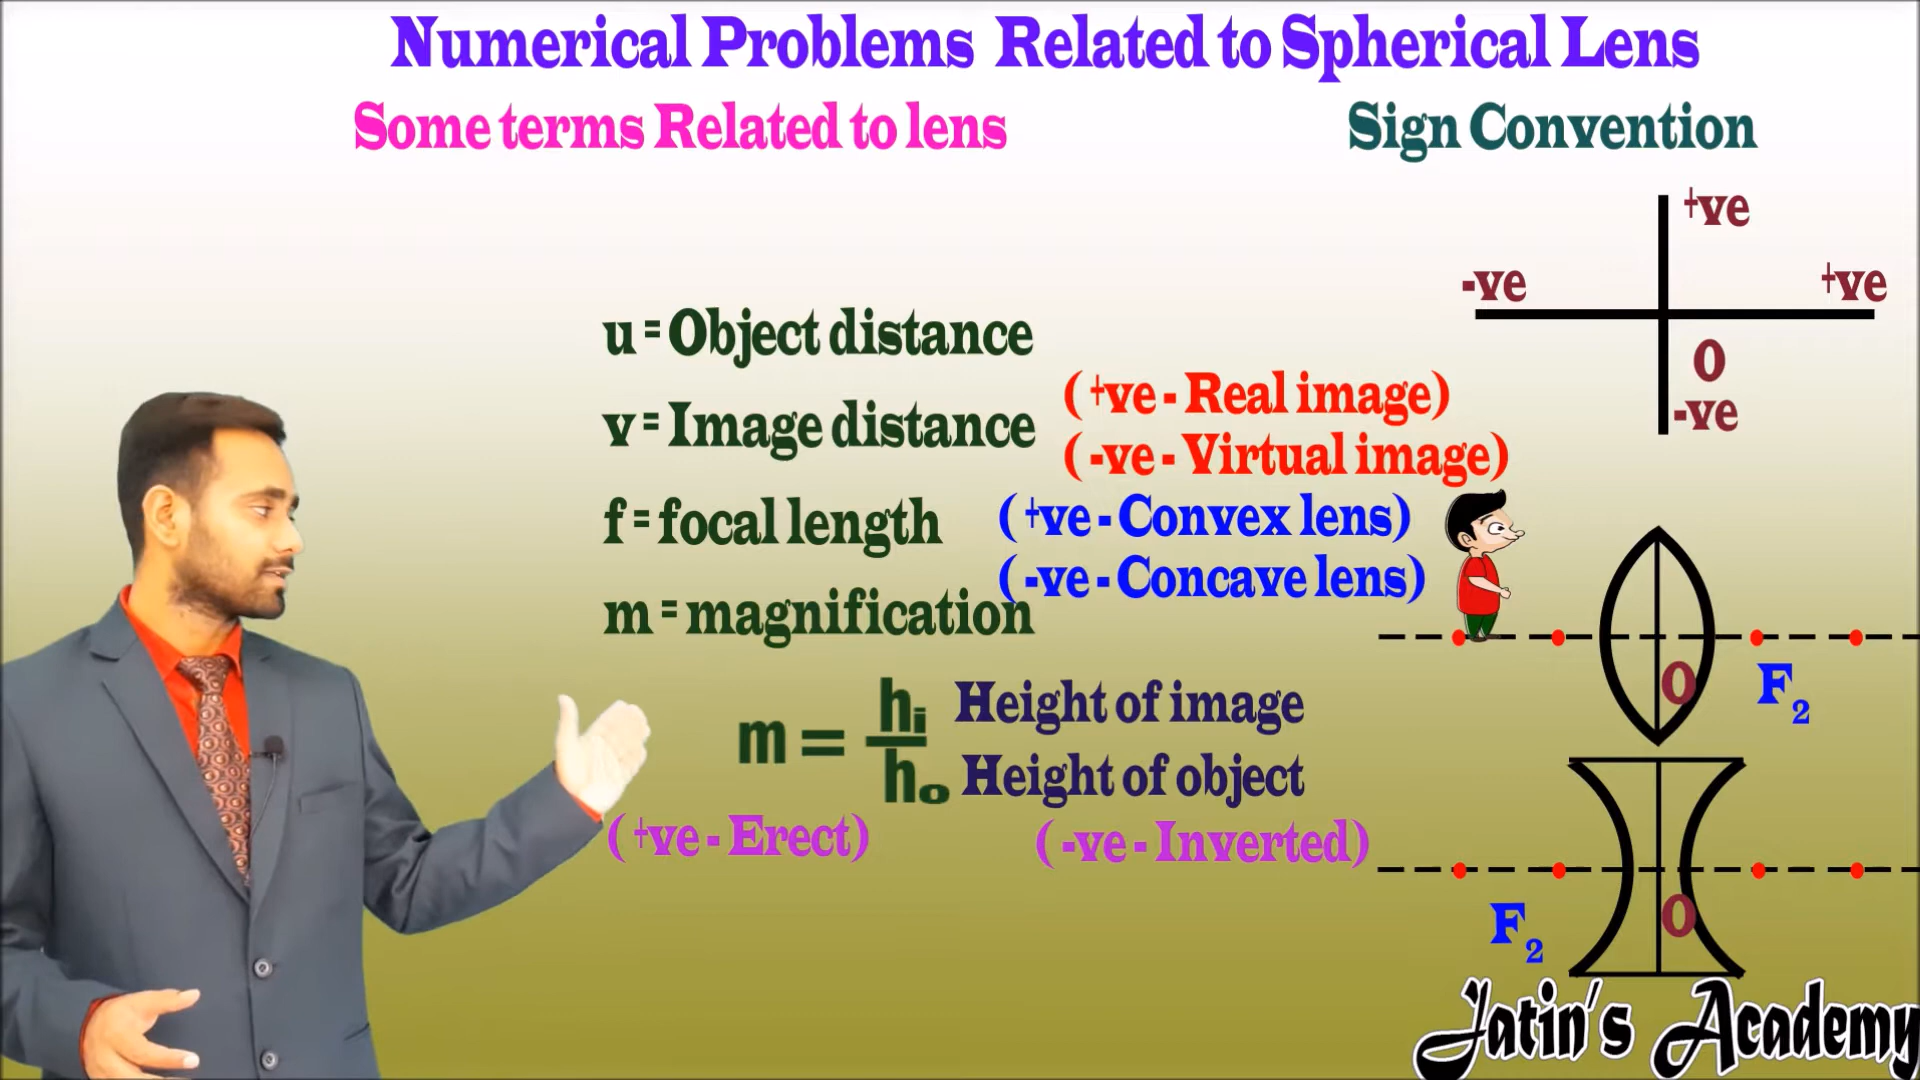 Numerical Problems Related to Spherical Lens
Some terms Related to lens
Sign Convention
+ve
-ve
+ve
O
-ve
u = Object distance
v = Image distance
( +ve - Real image)
( -ve - Virtual image)
f = focal length
( +ve - Convex lens)
( -ve - Concave lens)
m = magnification
O
F2
m = hi
ho
Height of image
Height of object
( +ve - Erect)
( -ve - Inverted)
O
F2
Jatin's Academy